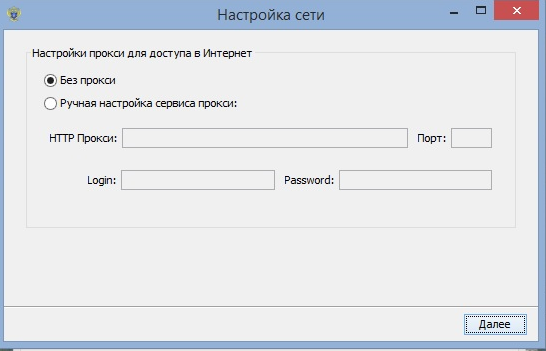 Настройка сети
Настройки прокси для доступа в Интернет
Без прокси
Ручная настройка сервиса прокси:
HTTP Прокси: Порт:
Login: Password:
Далее